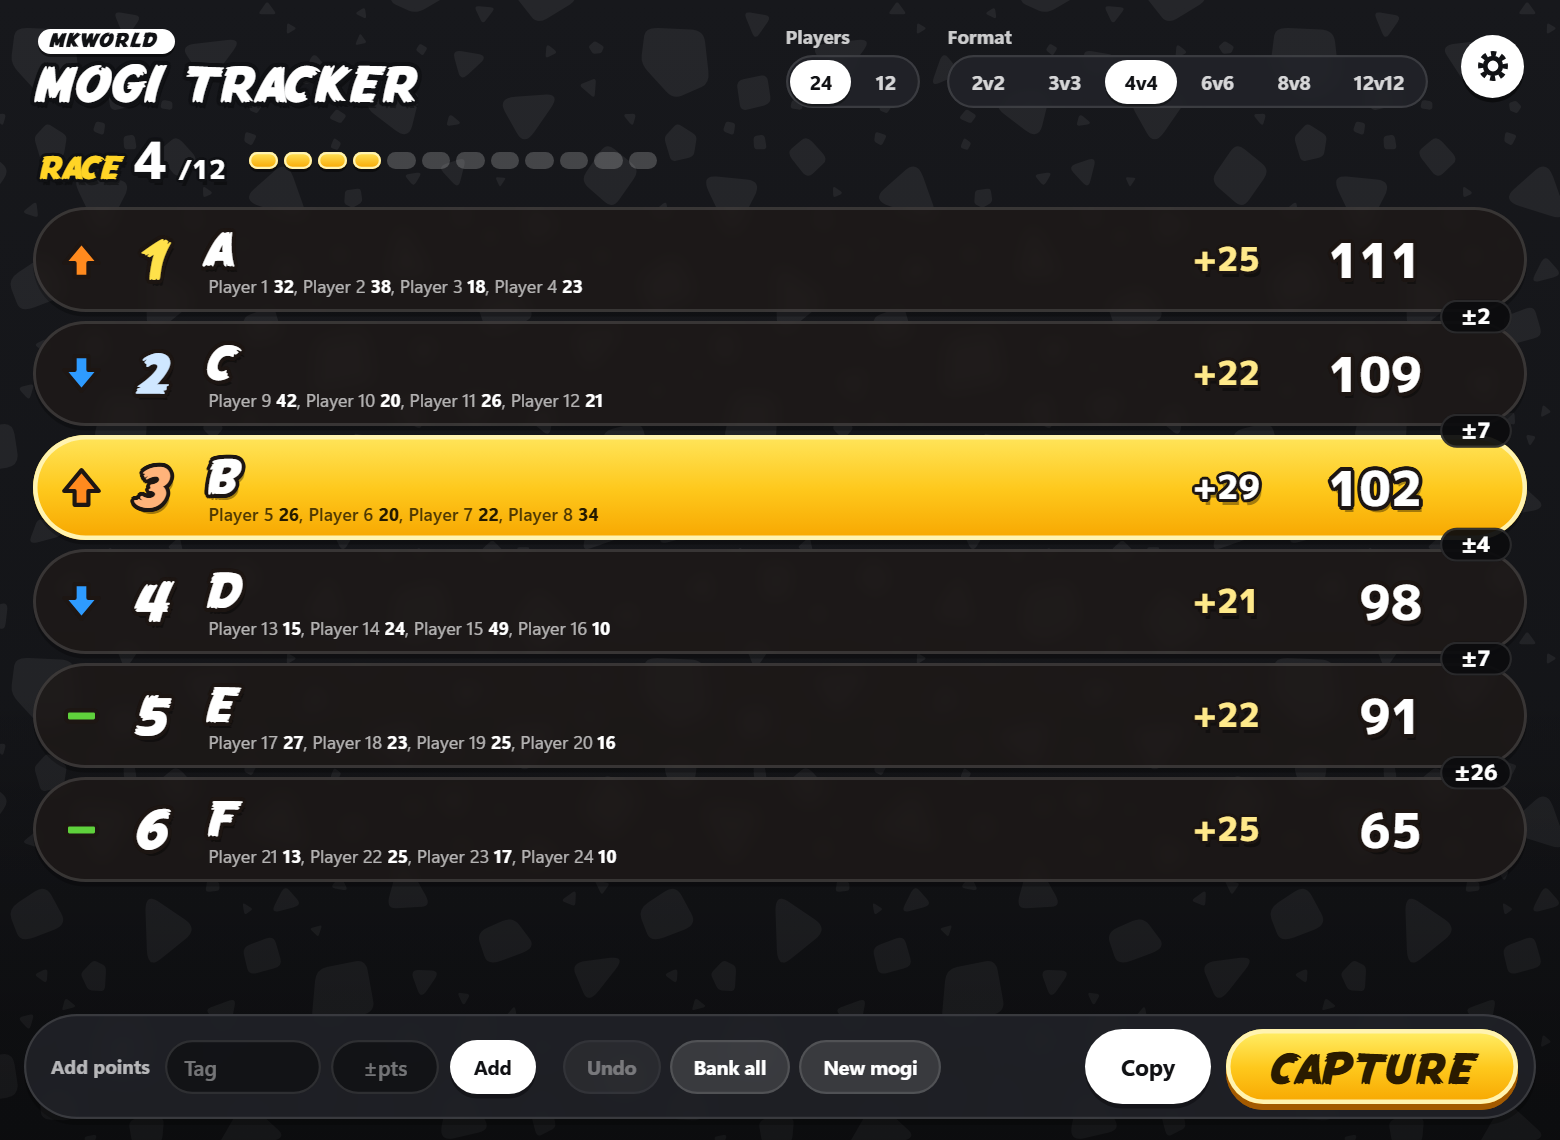 MKWORLD
MOGI TRACKER
Players
24 12
Format
2v2 3v3 4v4 6v6 8v8 12v12
RACE 4 /12
1 A +25 111
Player 1 32, Player 2 38, Player 3 18, Player 4 23
±2
2 C +22 109
Player 9 42, Player 10 20, Player 11 26, Player 12 21
±7
3 B +29 102
Player 5 26, Player 6 20, Player 7 22, Player 8 34
±4
4 D +21 98
Player 13 15, Player 14 24, Player 15 49, Player 16 10
±7
5 E +22 91
Player 17 27, Player 18 23, Player 19 25, Player 20 16
±26
6 F +25 65
Player 21 13, Player 22 25, Player 23 17, Player 24 10
Add points Tag ±pts Add Undo Bank all New mogi Copy CAPTURE